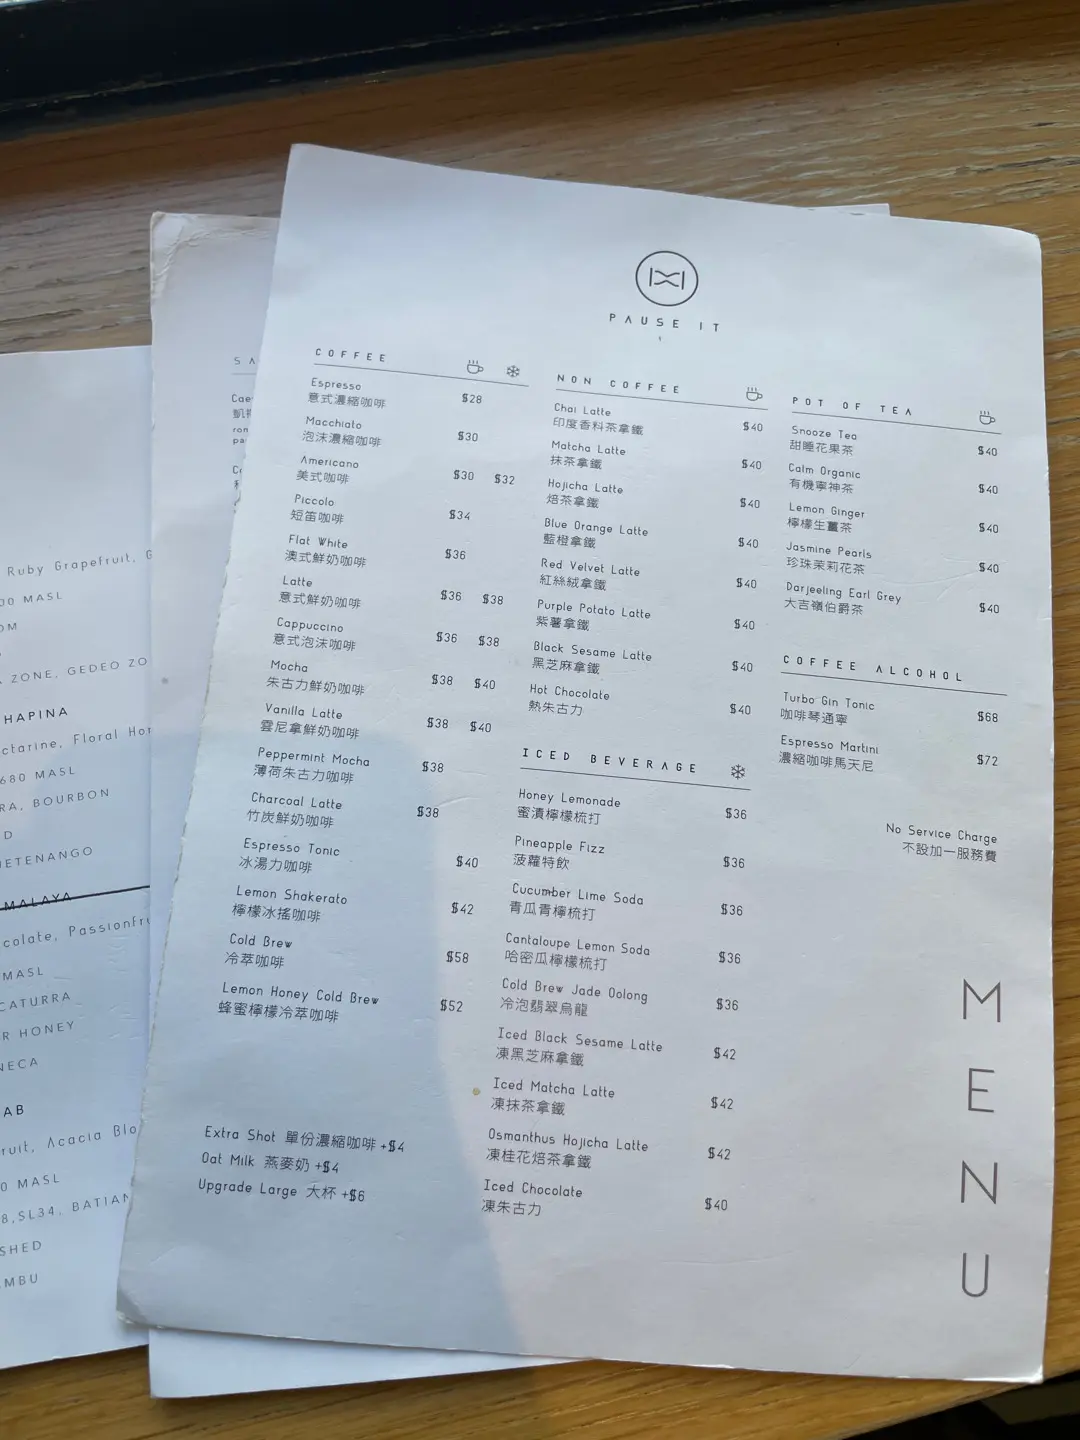 PAUSE IT
COFFEE
Espresso $28
意式濃縮咖啡
Macchiato $30
泡沫濃縮咖啡
Americano $30 $32
美式咖啡
Piccolo $34
短笛咖啡
Flat White $36
澳式鮮奶咖啡
Latte $36 $38
意式鮮奶咖啡
Cappuccino $36 $38
意式泡沫咖啡
Mocha $38 $40
朱古力鮮奶咖啡
Vanilla Latte $38 $40
雲尼拿鮮奶咖啡
Peppermint Mocha $38
薄荷朱古力咖啡
Charcoal Latte $38
竹炭鮮奶咖啡
Espresso Tonic $40
冰湯力咖啡
Lemon Shakerato $42
檸檬冰搖咖啡
Cold Brew $58
冷萃咖啡
Lemon Honey Cold Brew $52
蜂蜜檸檬冷萃咖啡
Extra Shot 單份濃縮咖啡 +$4
Oat Milk 燕麥奶 +$4
Upgrade Large 大杯 +$6
NON COFFEE
Chai Latte $40
印度香料茶拿鐵
Matcha Latte $40
抹茶拿鐵
Hojicha Latte $40
焙茶拿鐵
Blue Orange Latte $40
藍橙拿鐵
Red Velvet Latte $40
紅絲絨拿鐵
Purple Potato Latte $40
紫薯拿鐵
Black Sesame Latte $40
黑芝麻拿鐵
Hot Chocolate $40
熱朱古力
ICED BEVERAGE
Honey Lemonade $36
蜜漬檸檬梳打
Pineapple Fizz $36
菠蘿特飲
Cucumber Lime Soda $36
青瓜青檸梳打
Cantaloupe Lemon Soda $36
哈密瓜檸檬梳打
Cold Brew Jade Oolong $36
冷泡翡翠烏龍
Iced Black Sesame Latte $42
凍黑芝麻拿鐵
Iced Matcha Latte $42
凍抹茶拿鐵
Osmanthus Hojicha Latte $42
凍桂花焙茶拿鐵
Iced Chocolate $40
凍朱古力
POT OF TEA
Snooze Tea $40
甜睡花果茶
Calm Organic $40
有機寧神茶
Lemon Ginger $40
檸檬生薑茶
Jasmine Pearls $40
珍珠茉莉花茶
Darjeeling Earl Grey $40
大吉嶺伯爵茶
COFFEE ALCOHOL
Turbo Gin Tonic $68
咖啡琴通寧
Espresso Martini $72
濃縮咖啡馬天尼
No Service Charge
不設加一服務費
MENU
Ruby Grapefruit, G
00 MASL
OM
ZONE, GEDEO ZO
HAPINA
ctarine, Floral Hon
680 MASL
RA, BOURBON
D
HETENANGO
MALAYA
colate, Passionfru
MASL
CATURRA
R HONEY
NECA
AB
ruit, Acacia Blo
0 MASL
8,SL34, BATIAN
SHED
MBU